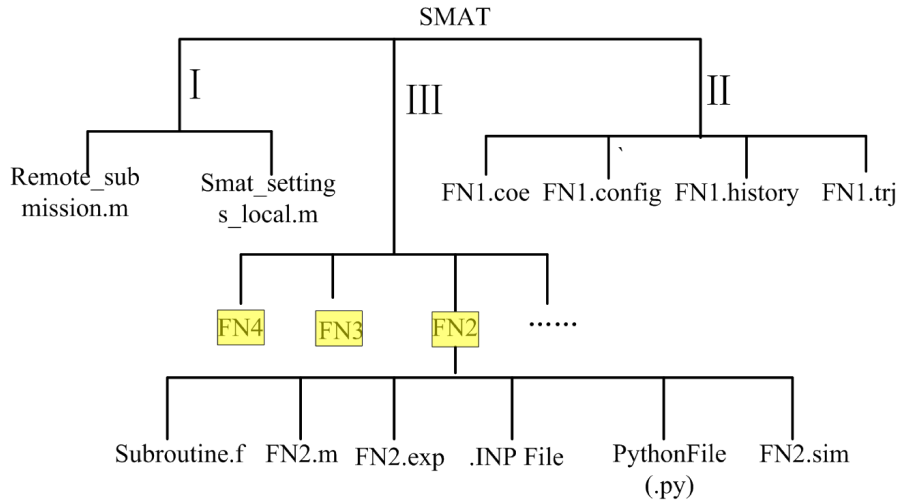 SMAT
I
III
II
Remote_sub
mission.m
Smat_setting
s_local.m
`
FN1.coe
FN1.config
FN1.history
FN1.trj
FN4
FN3
FN2
......
Subroutine.f
FN2.m
FN2.exp
.INP File
PythonFile
(.py)
FN2.sim